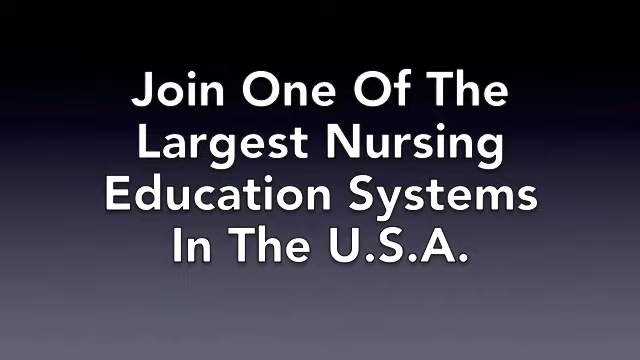 Join One Of The
Largest Nursing
Education Systems
In The U.S.A.